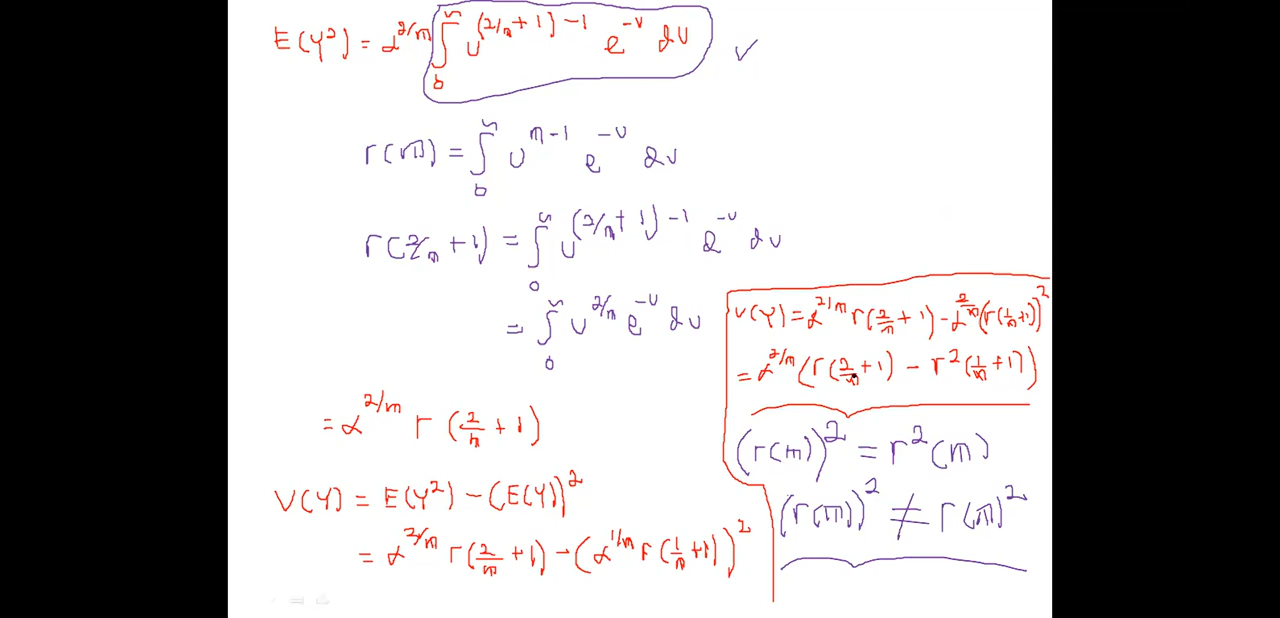 E(Y²) = α^{2/m} ∫₀^∞ u^{(2/m + 1) - 1} e^{-u} du ✓
Γ(m) = ∫₀^∞ u^{m-1} e^{-u} du
Γ(2/m + 1) = ∫₀^∞ u^{(2/m + 1) - 1} e^{-u} du
= ∫₀^∞ u^{2/m} e^{-u} du
= α^{2/m} Γ(2/m + 1)
V(Y) = E(Y²) - (E(Y))²
= α^{2/m} Γ(2/m + 1) - (α^{1/m} Γ(1/m + 1))²
V(Y) = α^{2/m} Γ(2/m + 1) - α^{2/m} (Γ(1/m + 1))²
= α^{2/m} (Γ(2/m + 1) - Γ²(1/m + 1))
(Γ(m))² = Γ²(m)
(Γ(m))² ≠ Γ(m)²